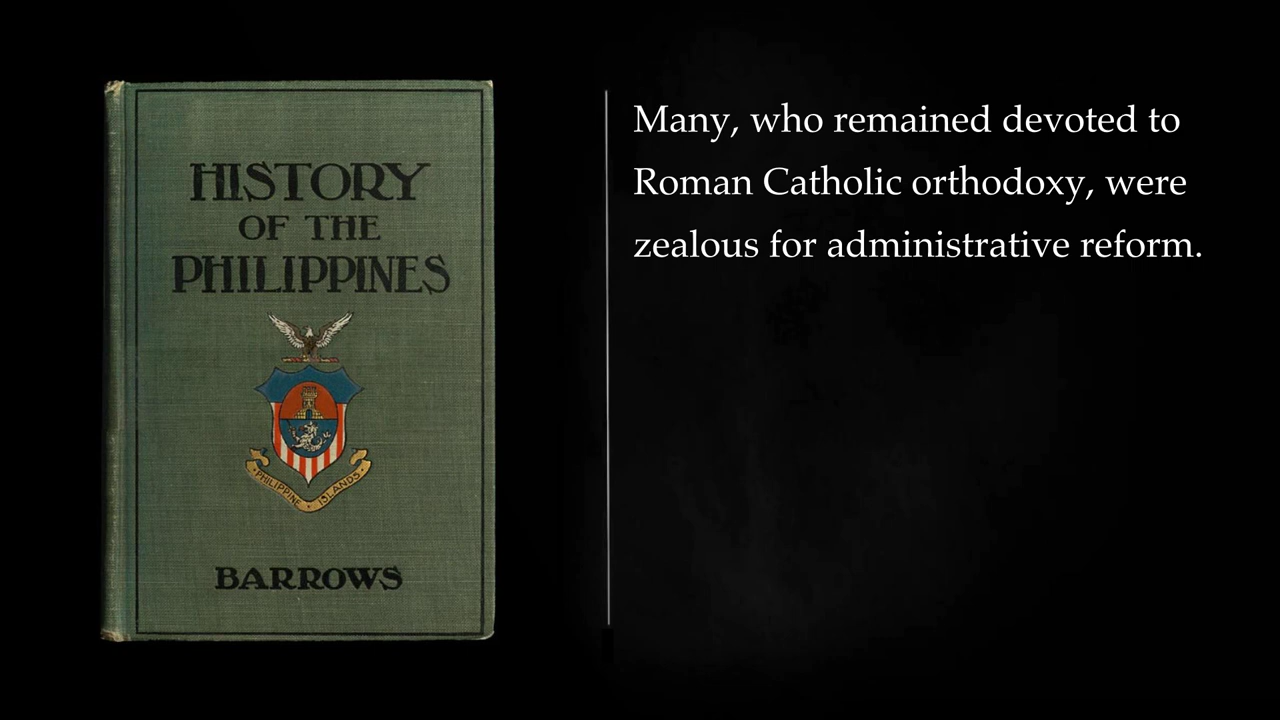 HISTORY
OF THE
PHILIPPINES
PHILIPPINE ISLANDS
BARROWS
Many, who remained devoted to
Roman Catholic orthodoxy, were
zealous for administrative reform.